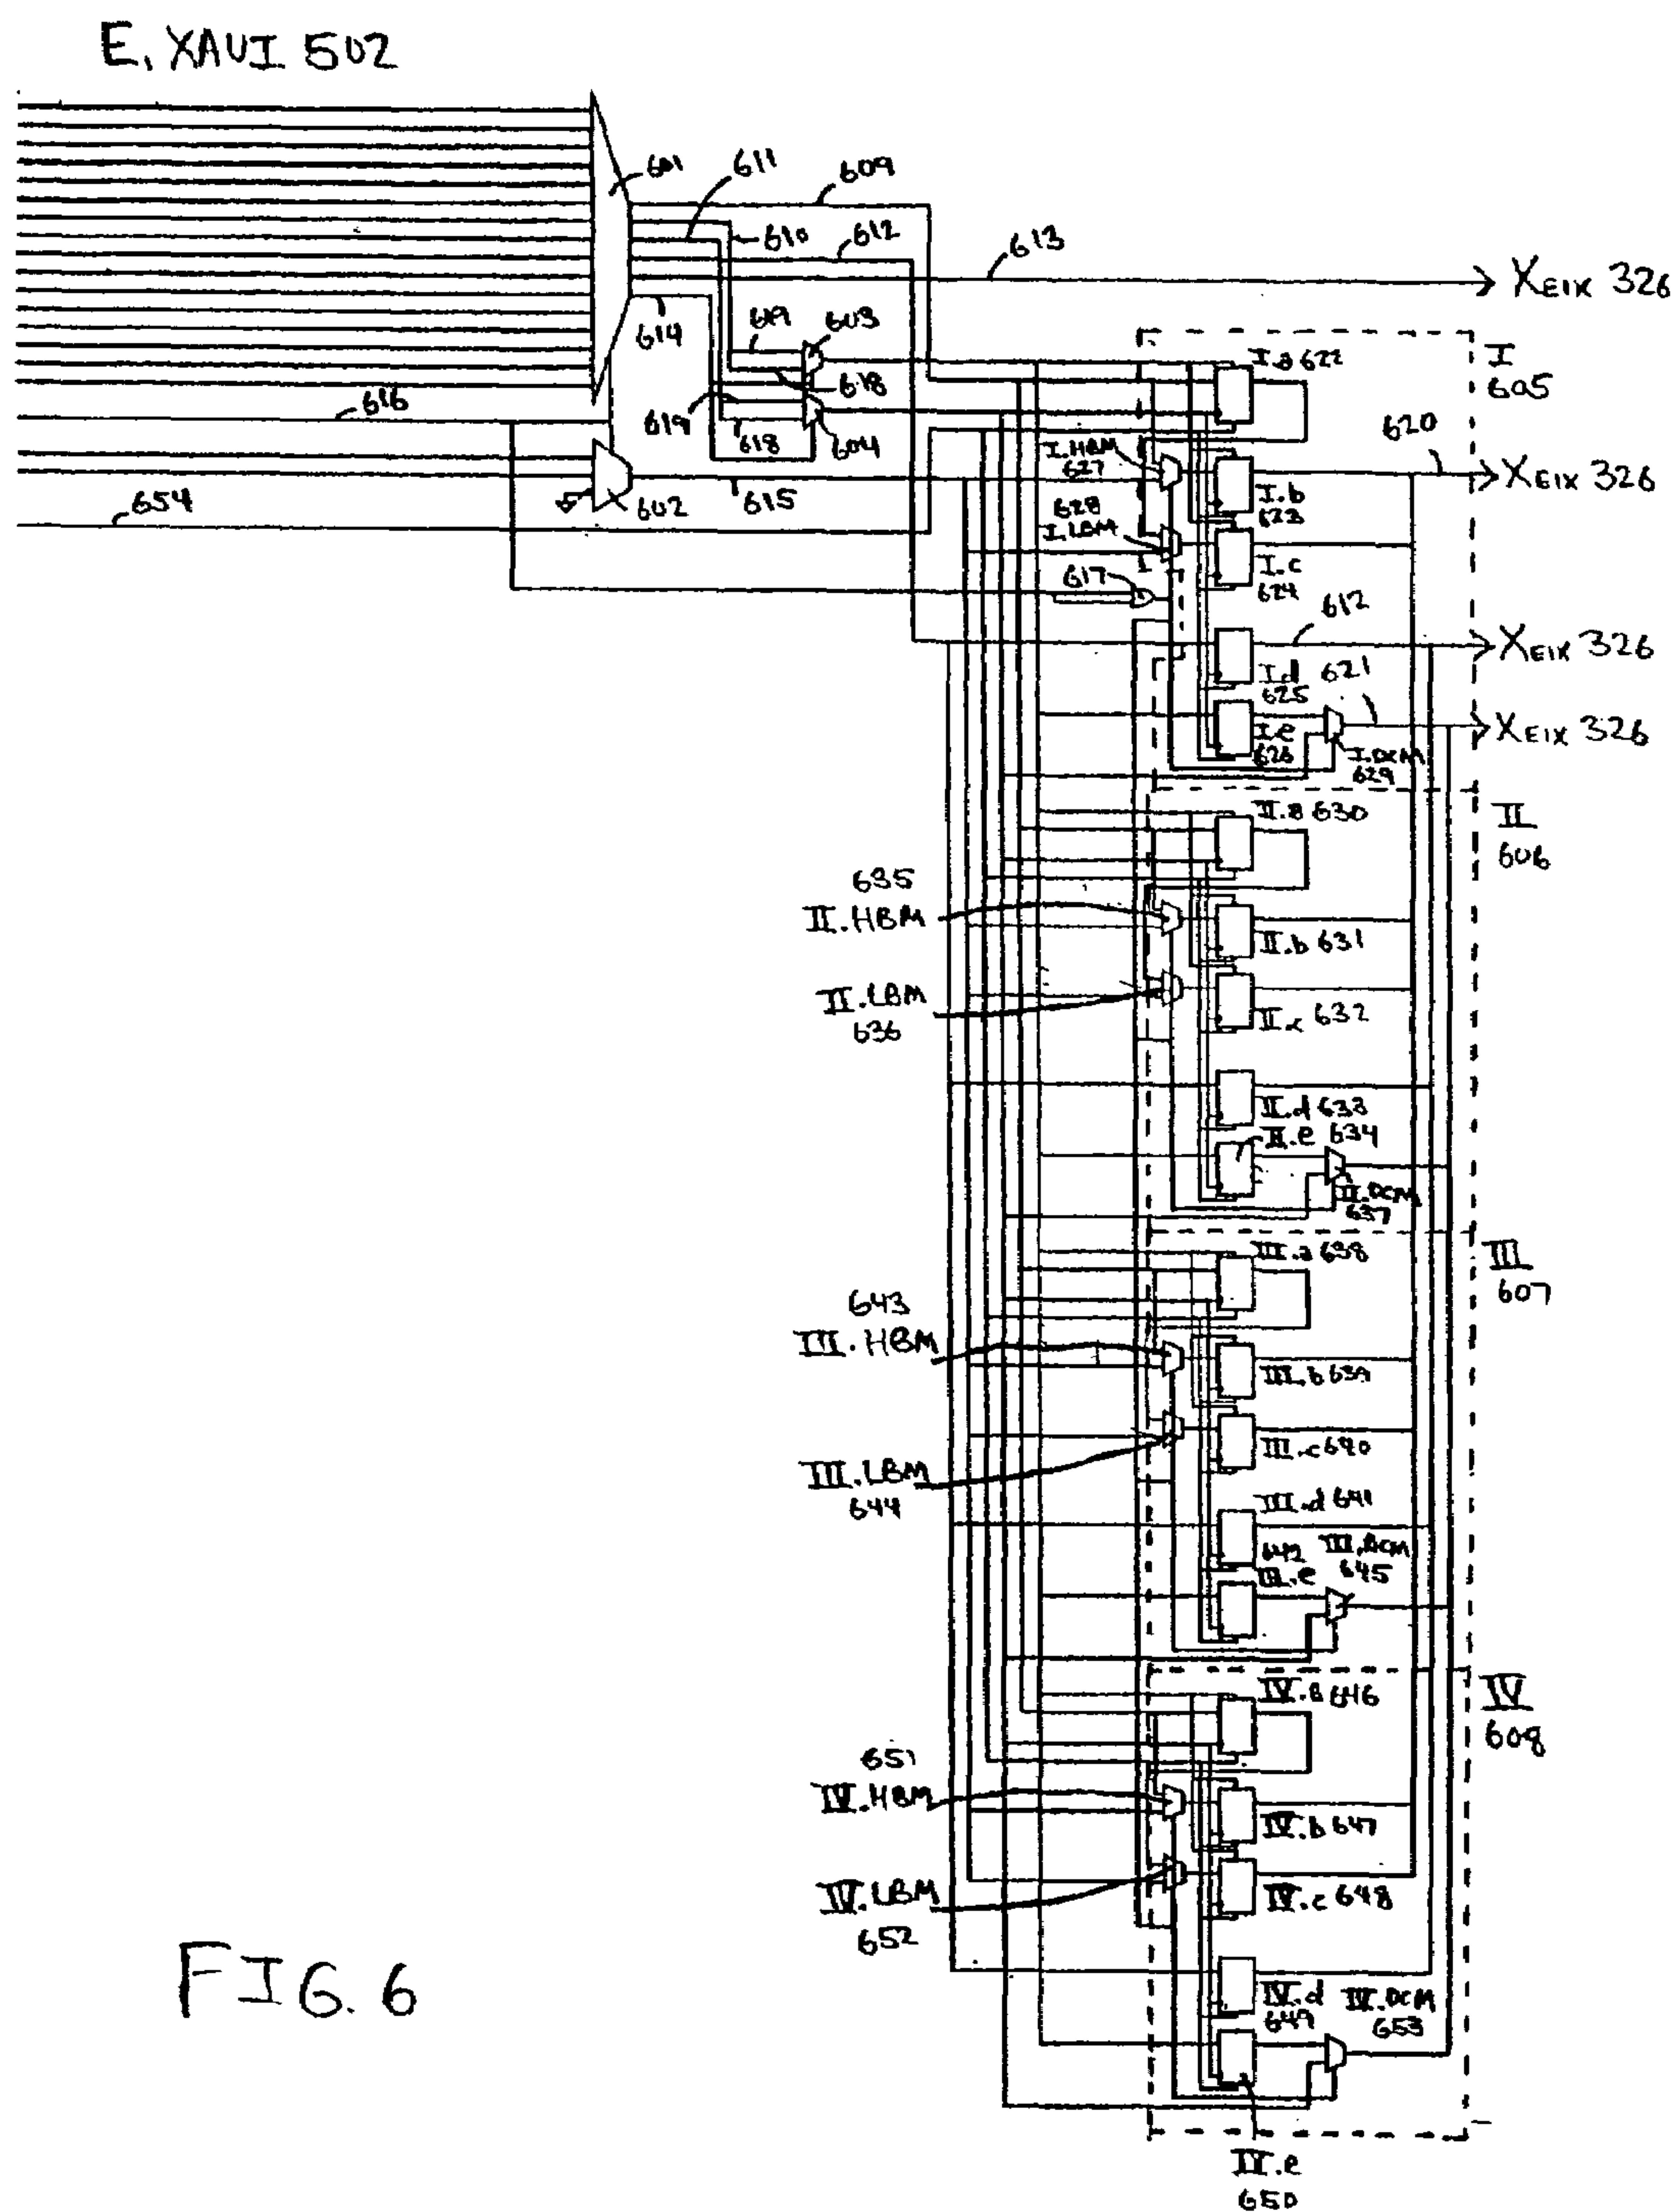 E. XAUI 502
601
611
609
610
612
613
XEIX 326
614
619
603
618
616
619
618
604
I.a 622
I
605
620
I.HBM
627
XEIX 326
654
602
615
628
I.LBM
I.b
623
I.c
624
617
612
XEIX 326
I.d
625
621
I.e
626
XEIX 326
I.DCM
629
II.a 630
II
606
635
II.HBM
II.b 631
II.LBM
636
II.c 632
II.d 633
II.e 634
II.DCM
637
III.a 638
III
607
643
III.HBM
III.b 639
III.LBM
644
III.c 640
III.d 641
642
III.e
III.DCM
645
IV.a 646
IV
608
651
IV.HBM
IV.b 647
IV.LBM
652
IV.c 648
IV.d
649
IV.DCM
653
FIG. 6
IV.e
650